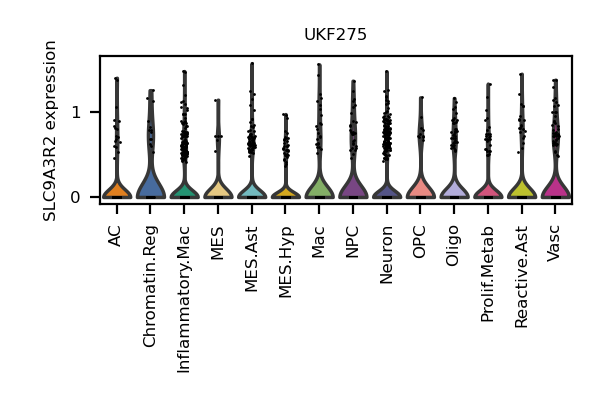 UKF275
SLC9A3R2 expression
1
0
AC
Chromatin.Reg
Inflammatory.Mac
MES
MES.Ast
MES.Hyp
Mac
NPC
Neuron
OPC
Oligo
Prolif.Metab
Reactive.Ast
Vasc